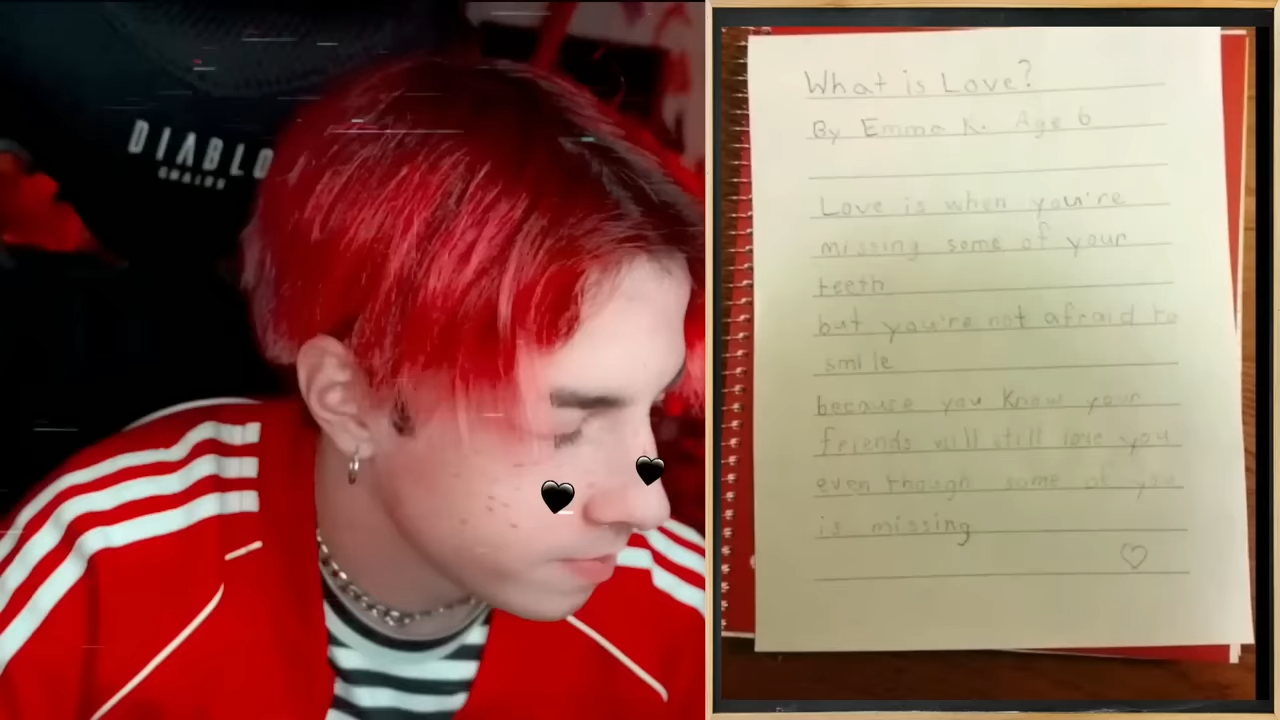 DIABLO
CHAIRS
What is Love?
By Emma K. Age 6
Love is when you're
missing some of your
teeth
but you're not afraid to
smile
because you know your
friends will still love you
even though some of you
is missing